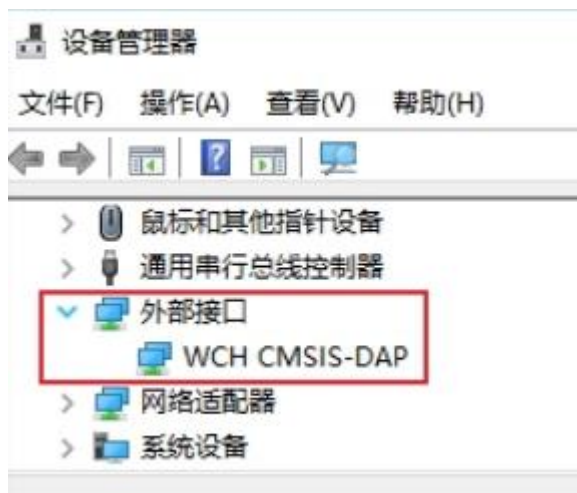 设备管理器
文件(F) 操作(A) 查看(V) 帮助(H)
鼠标和其他指针设备
通用串行总线控制器
外部接口
WCH CMSIS-DAP
网络适配器
系统设备